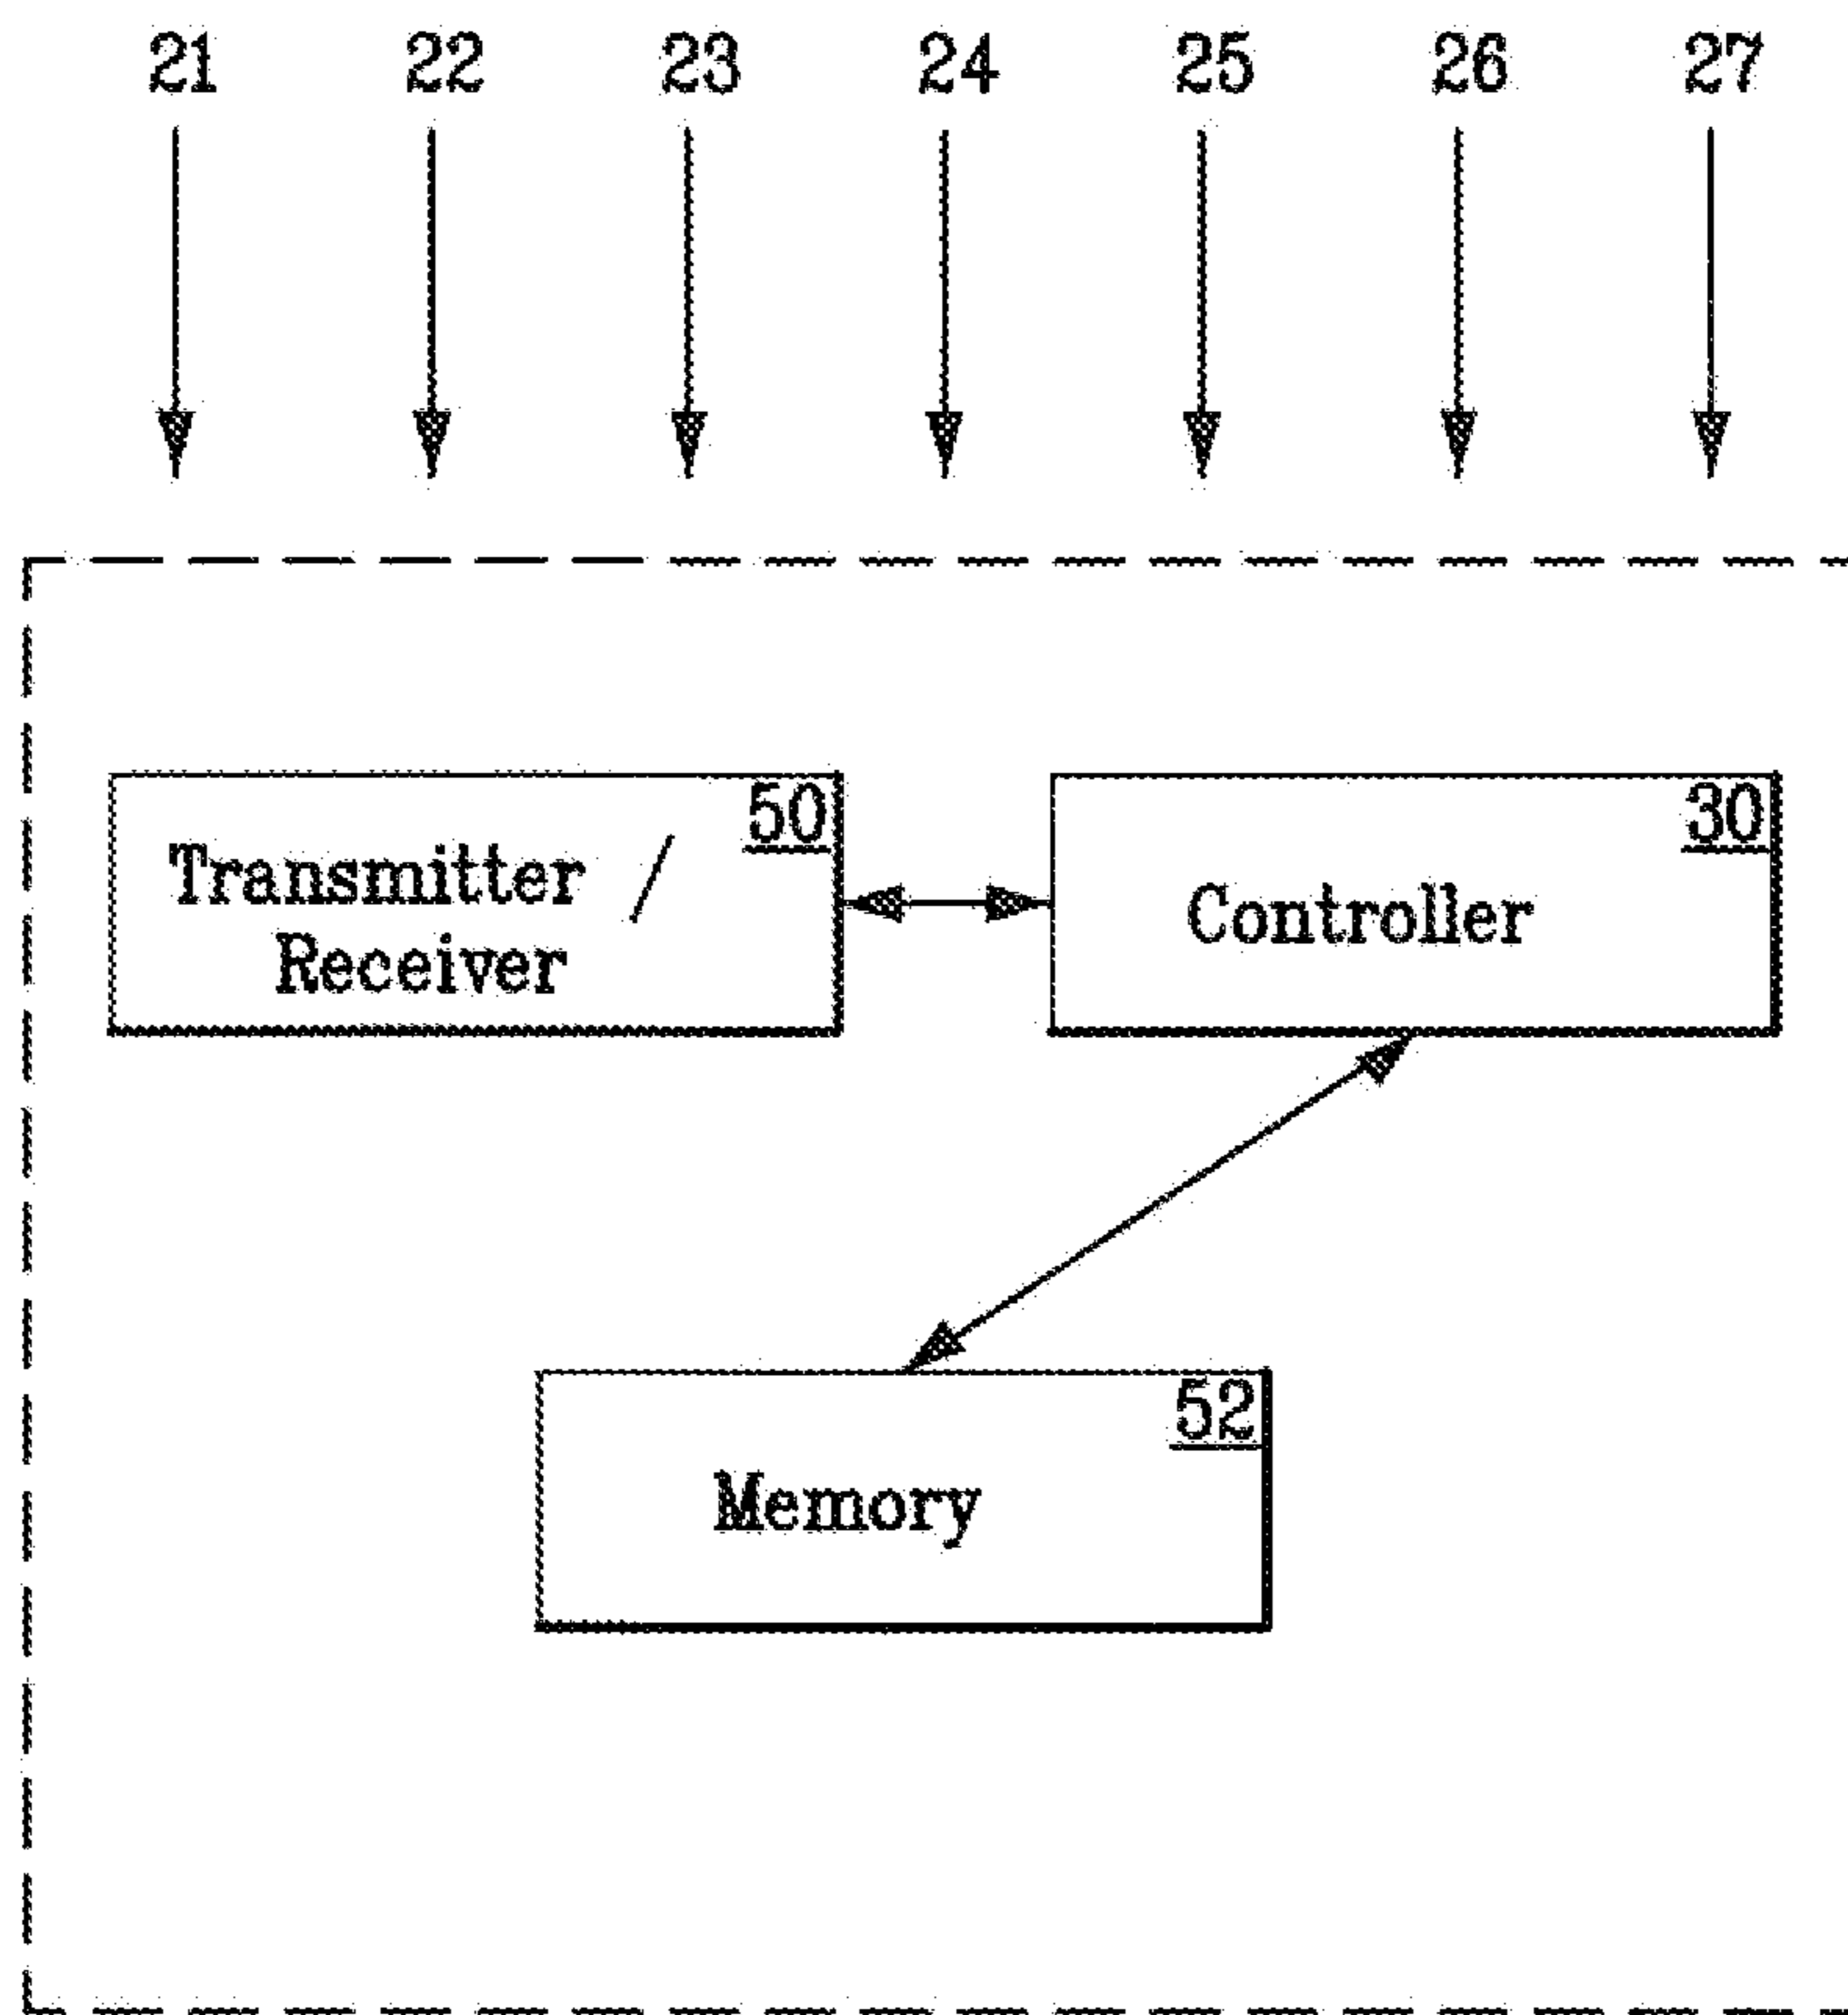 21 22 23 24 25 26 27
50
Transmitter /
Receiver
30
Controller
52
Memory